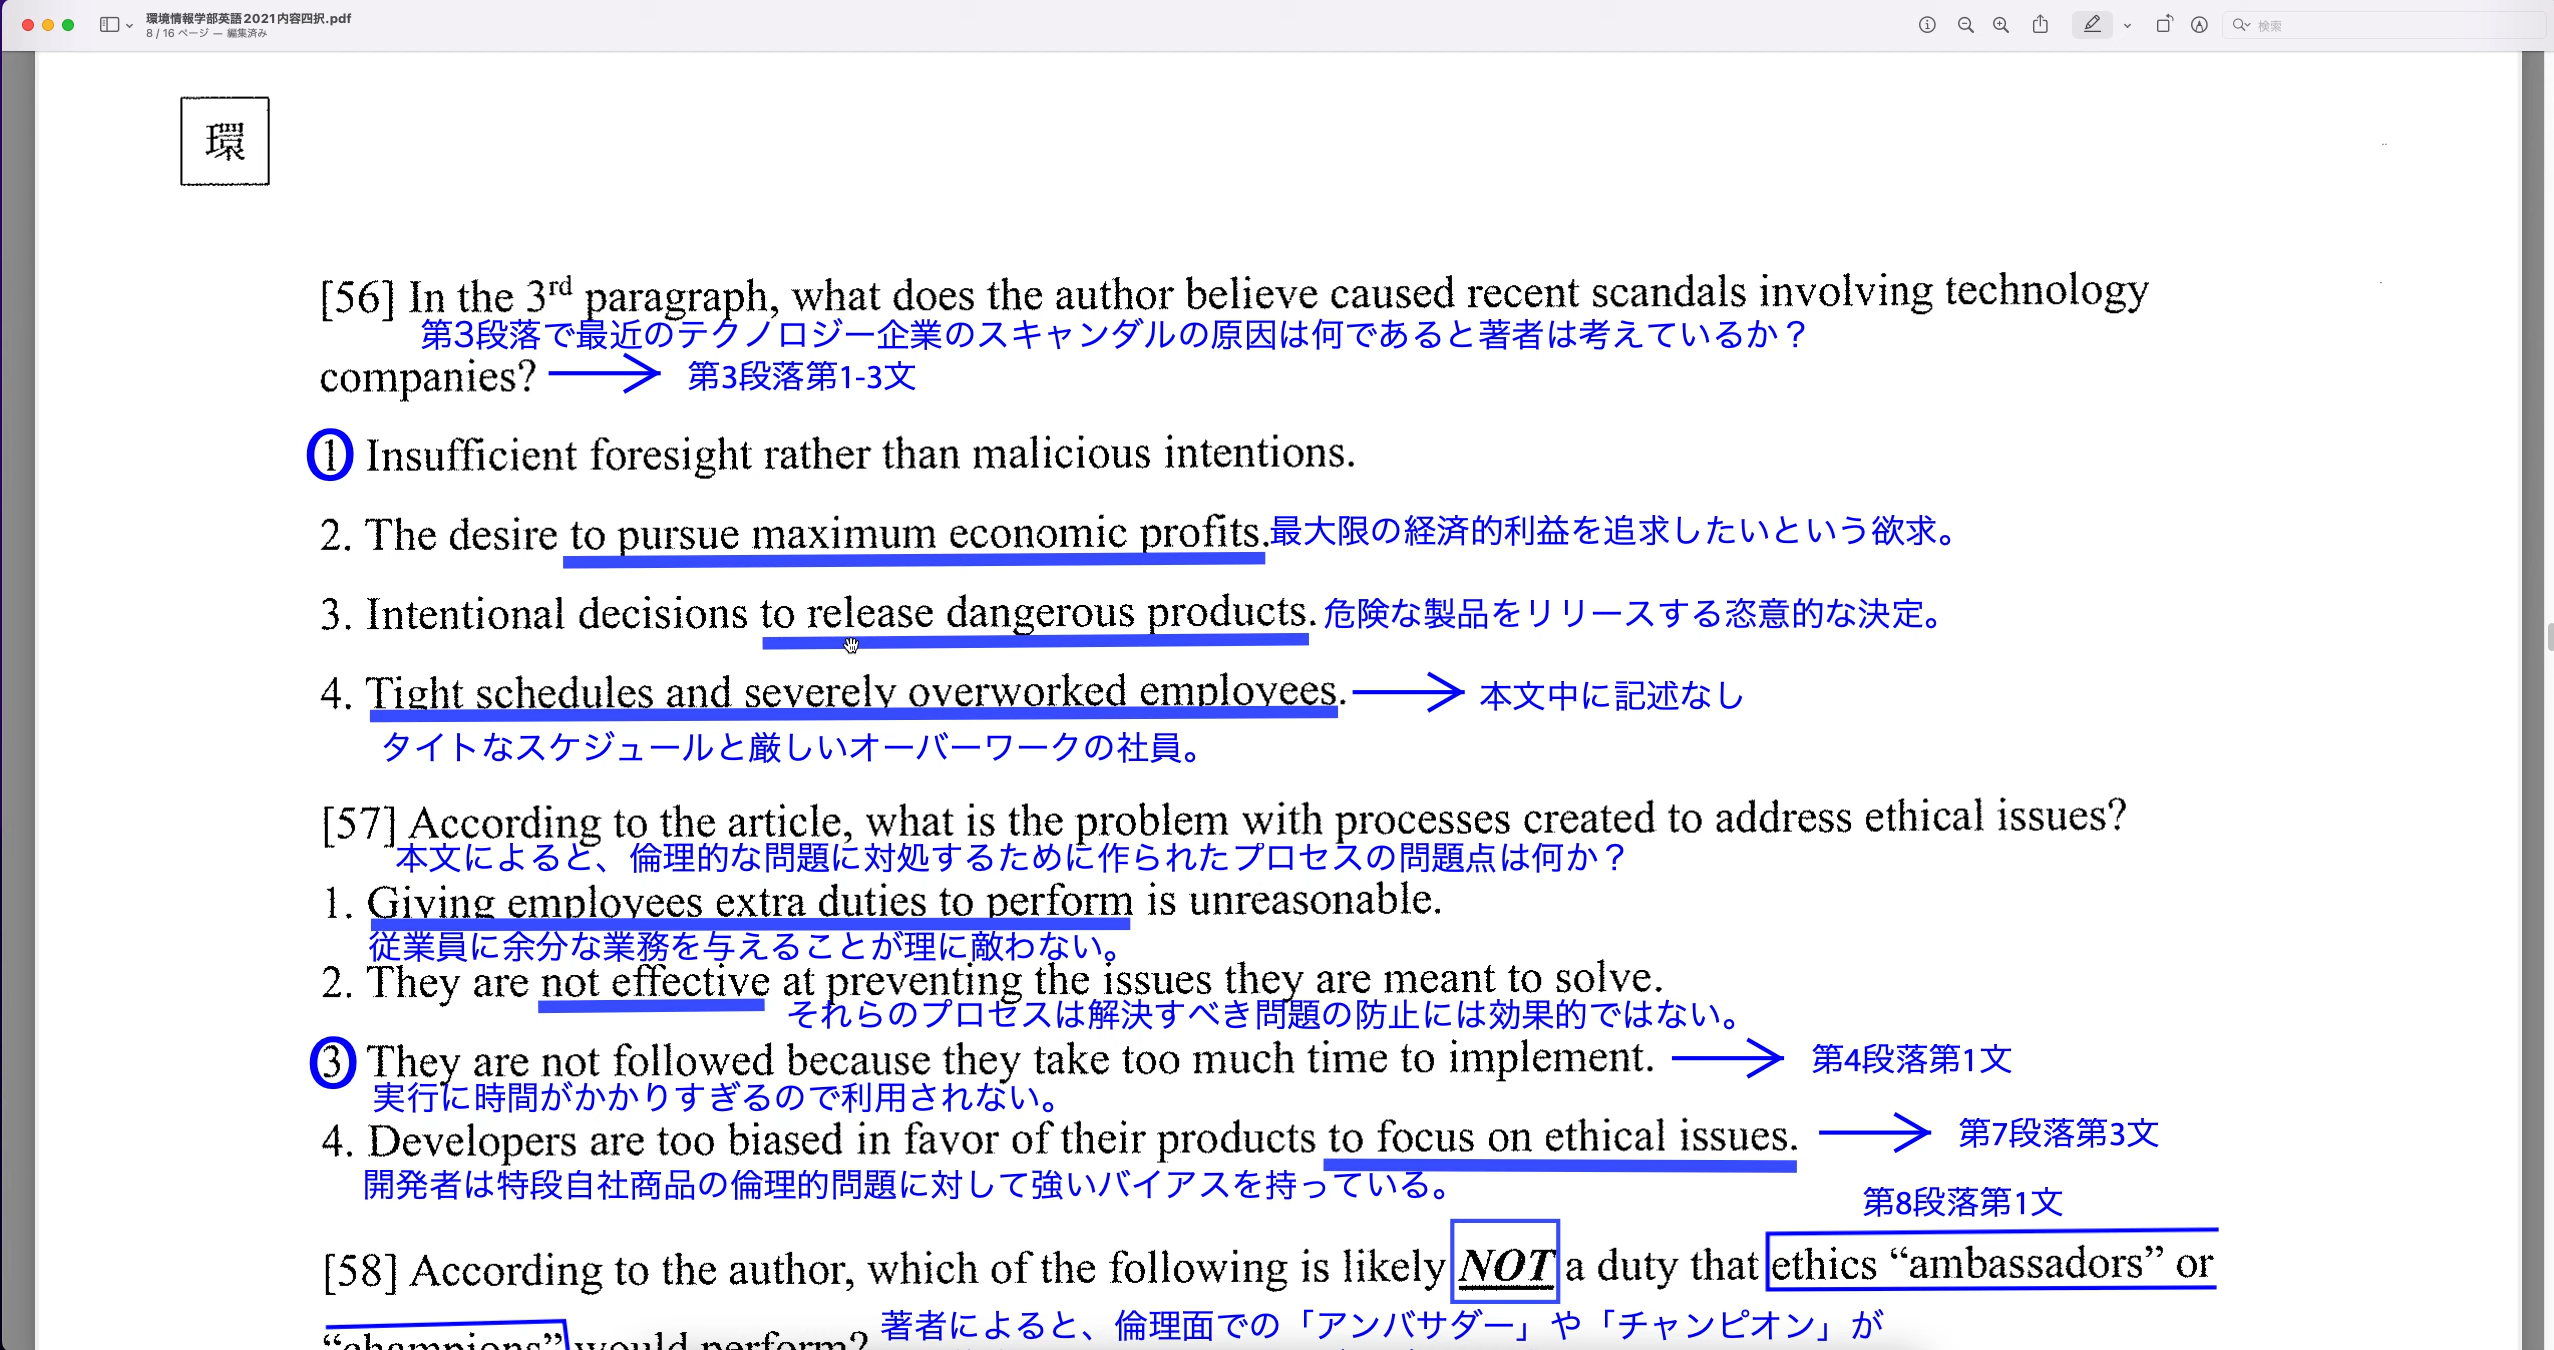 環境情報学部英語2021内容四択.pdf
8 / 16 ページ — 編集済み
検索
環
[56] In the 3rd paragraph, what does the author believe caused recent scandals involving technology
第3段落で最近のテクノロジー企業のスキャンダルの原因は何であると著者は考えているか？
companies? 第3段落第1-3文
1 Insufficient foresight rather than malicious intentions.
2. The desire to pursue maximum economic profits. 最大限の経済的利益を追求したいという欲求。
3. Intentional decisions to release dangerous products. 危険な製品をリリースする恣意的な決定。
4. Tight schedules and severely overworked employees. 本文中に記述なし
タイトなスケジュールと厳しいオーバーワークの社員。
[57] According to the article, what is the problem with processes created to address ethical issues?
本文によると、倫理的な問題に対処するために作られたプロセスの問題点は何か？
1. Giving employees extra duties to perform is unreasonable.
従業員に余分な業務を与えることが理に敵わない。
2. They are not effective at preventing the issues they are meant to solve.
それらのプロセスは解決すべき問題の防止には効果的ではない。
3 They are not followed because they take too much time to implement. 第4段落第1文
実行に時間がかかりすぎるので利用されない。
4. Developers are too biased in favor of their products to focus on ethical issues. 第7段落第3文
開発者は特段自社商品の倫理的問題に対して強いバイアスを持っている。
第8段落第1文
[58] According to the author, which of the following is likely NOT a duty that ethics “ambassadors” or
“champions” would perform? 著者によると、倫理面での「アンバサダー」や「チャンピオン」が